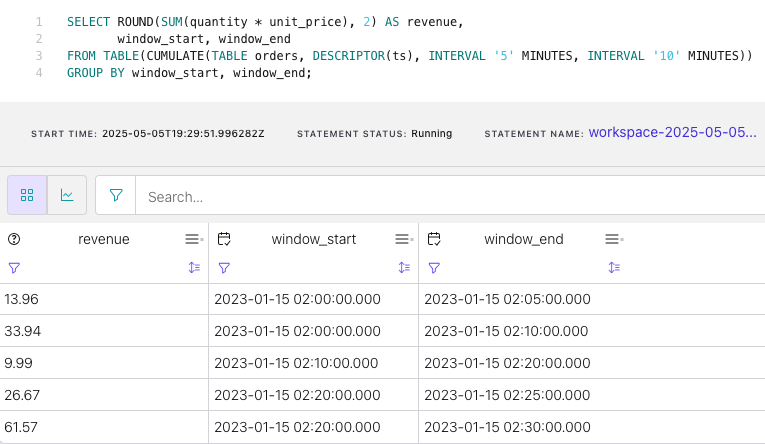 1 SELECT ROUND(SUM(quantity * unit_price), 2) AS revenue,
2 window_start, window_end
3 FROM TABLE(CUMULATE(TABLE orders, DESCRIPTOR(ts), INTERVAL '5' MINUTES, INTERVAL '10' MINUTES))
4 GROUP BY window_start, window_end;
START TIME: 2025-05-05T19:29:51.996282Z STATEMENT STATUS: Running STATEMENT NAME: workspace-2025-05-05...
Search...
revenue window_start window_end
13.96 2023-01-15 02:00:00.000 2023-01-15 02:05:00.000
33.94 2023-01-15 02:00:00.000 2023-01-15 02:10:00.000
9.99 2023-01-15 02:10:00.000 2023-01-15 02:20:00.000
26.67 2023-01-15 02:20:00.000 2023-01-15 02:25:00.000
61.57 2023-01-15 02:20:00.000 2023-01-15 02:30:00.000